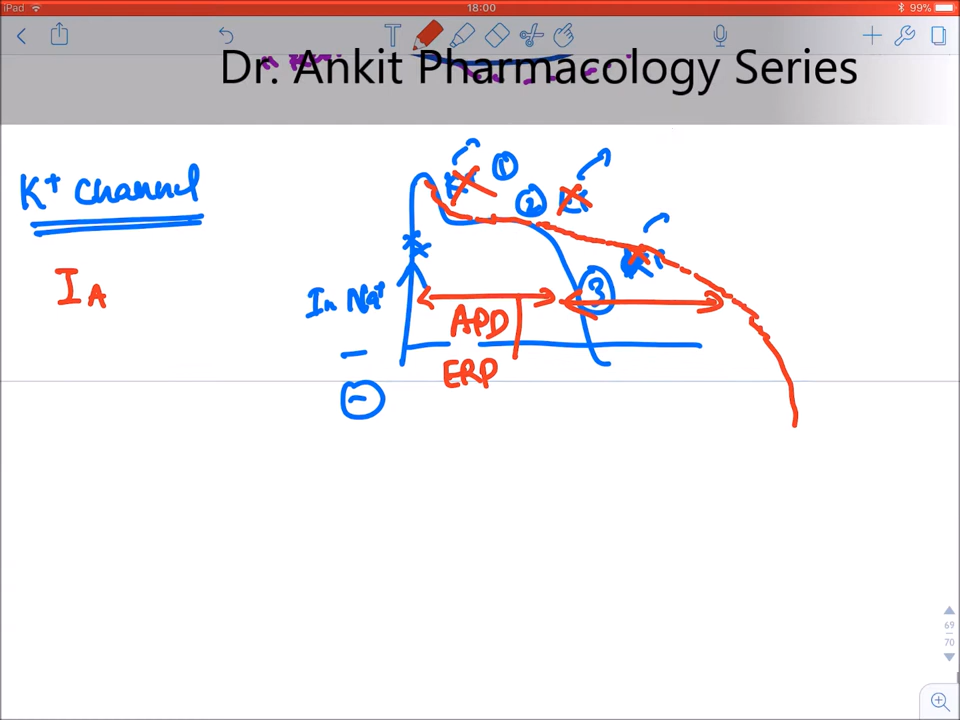 iPad 18:00 99%
T
Dr. Ankit Pharmacology Series
K+ channel
①
②
IA
In Na+
③
APD
ERP
69
70